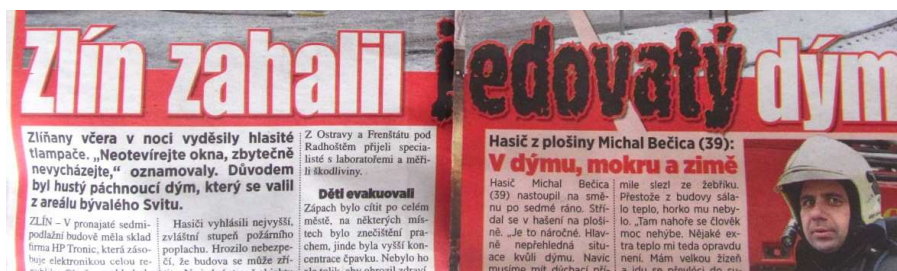 Zlín zahalil jedovatý dým
Zlíňany včera v noci vyděsily hlasité
tlampače. „Neotevírejte okna, zbytečně
nevycházejte,“ oznamovaly. Důvodem
byl hustý páchnoucí dým, který se valil
z areálu bývalého Svitu.
ZLÍN – V pronajaté sedmi-
podlažní budově měla sklad
firma HP Tronic, která záso-
buje elektronikou celou re-
Hasiči vyhlásili nejvyšší,
zvláštní stupeň požárního
poplachu. Hrozilo nebezpe-
čí, že budova se může zří-
Z Ostravy a Frenštátu pod
Radhoštěm přijeli specia-
listé s laboratořemi a měři-
li škodliviny.
Děti evakuovali
Zápach bylo cítit po celém
městě, na některých mís-
tech bylo znečištění pra-
chem, jinde byla vyšší kon-
centrace čpavku. Nebylo ho
Hasič z plošiny Michal Bečica (39):
V dýmu, mokru a zimě
Hasič Michal Bečica
(39) nastoupil na smě-
nu po sedmé ráno. Stří-
dal se v hašení na ploši-
ně. „Je to náročné. Hlav-
ně nepřehledná situ-
ace kvůli dýmu. Navíc
musíme mít dýchací pří-
mile slezl ze žebříku.
Přestože z budovy sála-
lo teplo, horko mu neby-
lo. „Tam nahoře se člověk
moc nehýbe. Nějaké ex-
tra teplo mi teda opravdu
není. Mám velkou žízeň